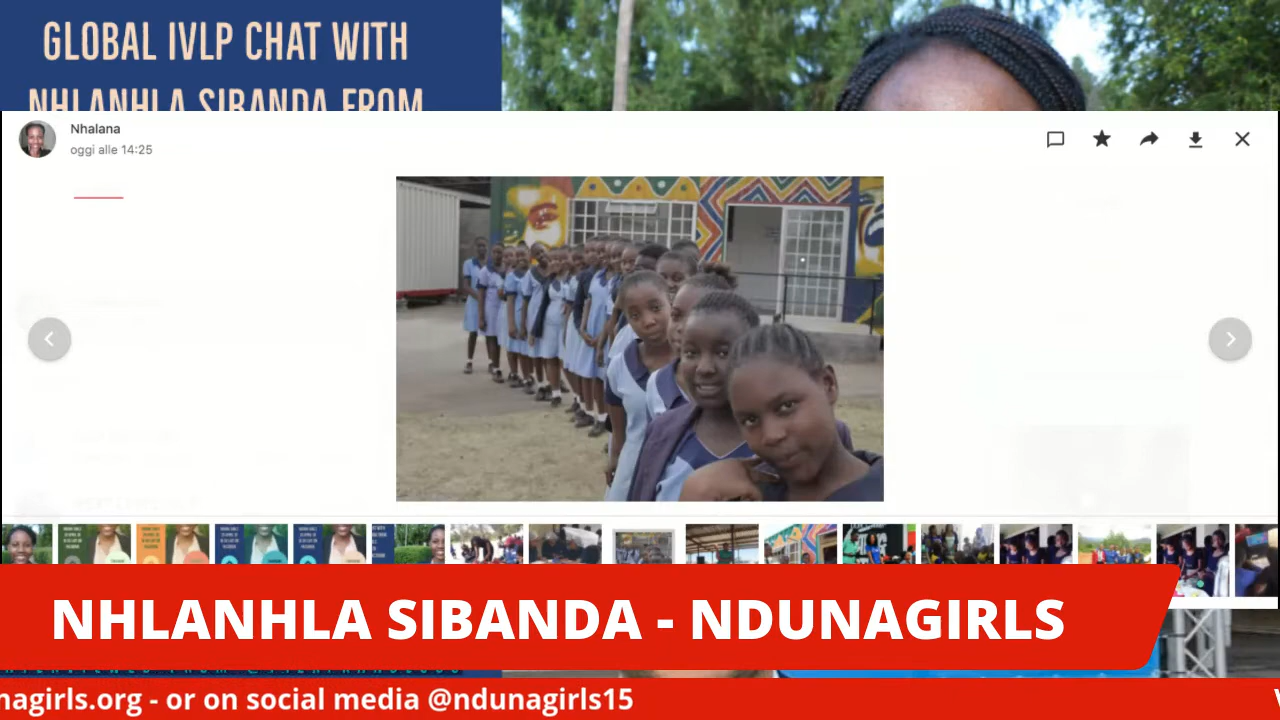 GLOBAL IVLP CHAT WITH
NHLANHLA SIBANDA FROM
Nhalana
oggi alle 14:25
NHLANHLA SIBANDA - NDUNAGIRLS
nagirls.org - or on social media @ndunagirls15